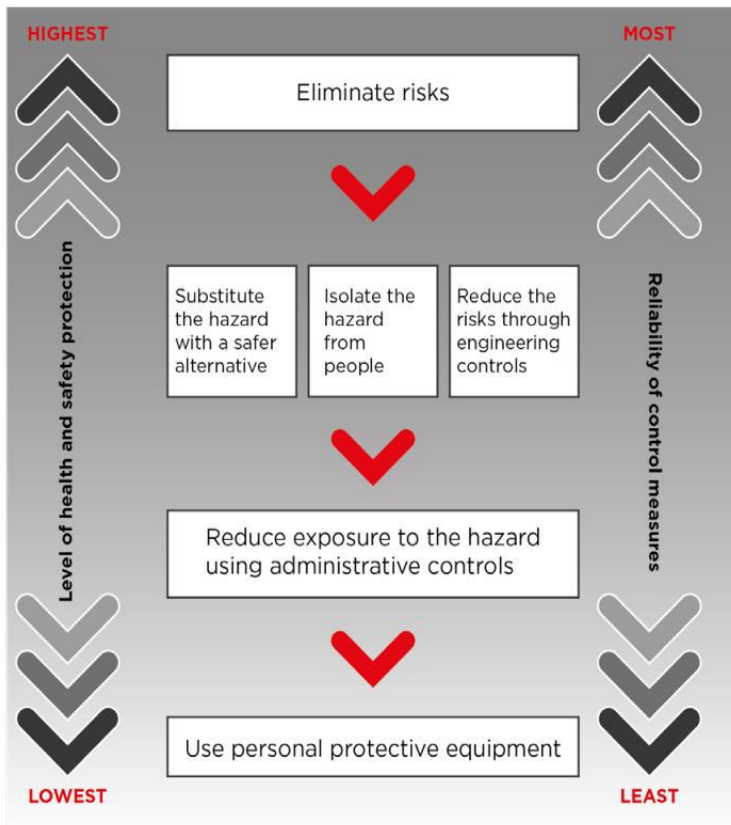 HIGHEST
MOST
Eliminate risks
Substitute
the hazard
with a safer
alternative
Isolate the
hazard
from
people
Reduce the
risks through
engineering
controls
Level of health and safety protection
Reliability of control measures
Reduce exposure to the hazard
using administrative controls
Use personal protective equipment
LOWEST
LEAST